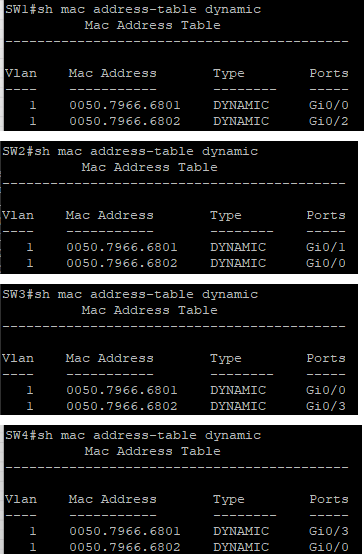 SW1#sh mac address-table dynamic
Mac Address Table
-------------------------------------------
Vlan Mac Address Type Ports
---- ----------- -------- -----
1 0050.7966.6801 DYNAMIC Gi0/0
1 0050.7966.6802 DYNAMIC Gi0/2
SW2#sh mac address-table dynamic
Mac Address Table
-------------------------------------------
Vlan Mac Address Type Ports
---- ----------- -------- -----
1 0050.7966.6801 DYNAMIC Gi0/1
1 0050.7966.6802 DYNAMIC Gi0/0
SW3#sh mac address-table dynamic
Mac Address Table
-------------------------------------------
Vlan Mac Address Type Ports
---- ----------- -------- -----
1 0050.7966.6801 DYNAMIC Gi0/0
1 0050.7966.6802 DYNAMIC Gi0/3
SW4#sh mac address-table dynamic
Mac Address Table
-------------------------------------------
Vlan Mac Address Type Ports
---- ----------- -------- -----
1 0050.7966.6801 DYNAMIC Gi0/3
1 0050.7966.6802 DYNAMIC Gi0/0